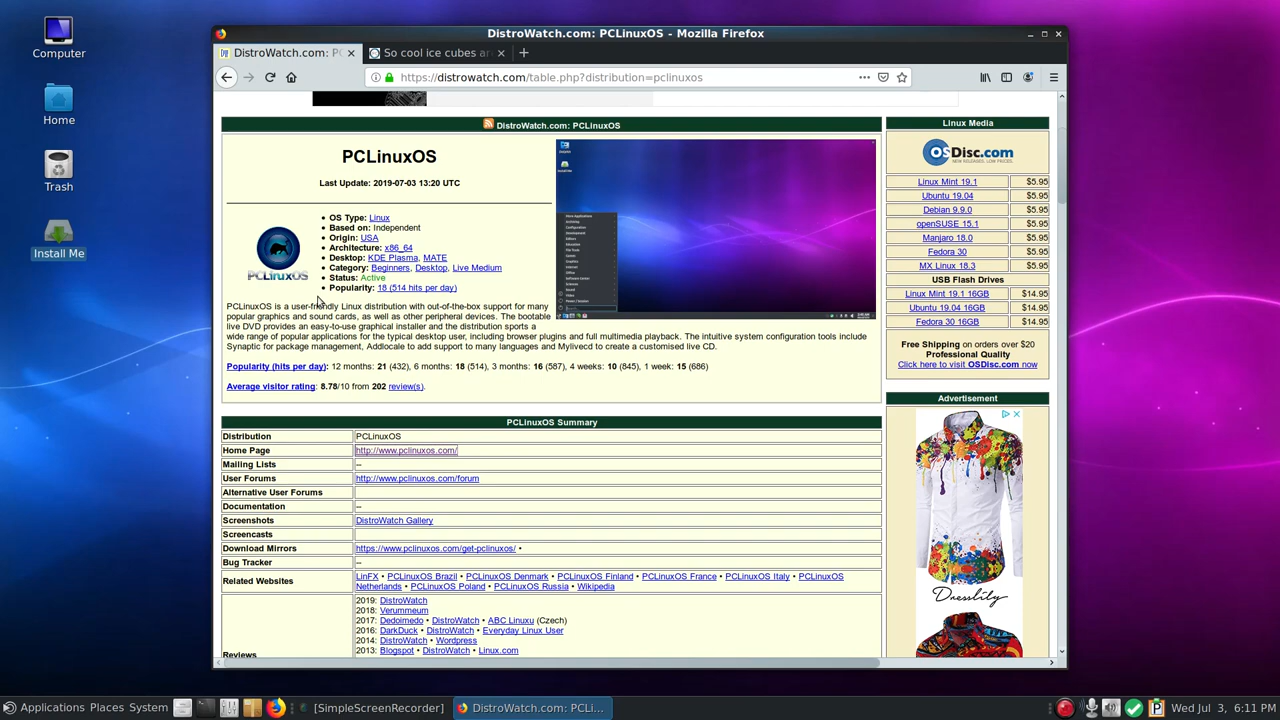 Computer
Home
Trash
Install Me
DistroWatch.com: PCLinuxOS - Mozilla Firefox
DistroWatch.com: PC
So cool ice cubes ar
https://distrowatch.com/table.php?distribution=pclinuxos
DistroWatch.com: PCLinuxOS
PCLinuxOS
Last Update: 2019-07-03 13:20 UTC
• OS Type: Linux
• Based on: Independent
• Origin: USA
• Architecture: x86_64
• Desktop: KDE Plasma, MATE
• Category: Beginners, Desktop, Live Medium
• Status: Active
• Popularity: 18 (514 hits per day)
PCLinuxOS
PCLinuxOS is a user-friendly Linux distribution with out-of-the-box support for many
popular graphics and sound cards, as well as other peripheral devices. The bootable
live DVD provides an easy-to-use graphical installer and the distribution sports a
wide range of popular applications for the typical desktop user, including browser plugins and full multimedia playback. The intuitive system configuration tools include
Synaptic for package management, Addlocale to add support to many languages and Mylivecd to create a customised live CD.
Popularity (hits per day): 12 months: 21 (432), 6 months: 18 (514), 3 months: 16 (587), 4 weeks: 10 (845), 1 week: 15 (686)
Average visitor rating: 8.78/10 from 202 review(s).
PCLinuxOS Summary
Distribution PCLinuxOS
Home Page http://www.pclinuxos.com/
Mailing Lists --
User Forums http://www.pclinuxos.com/forum
Alternative User Forums
Documentation --
Screenshots DistroWatch Gallery
Screencasts
Download Mirrors https://www.pclinuxos.com/get-pclinuxos/ •
Bug Tracker --
Related Websites LinFX • PCLinuxOS Brazil • PCLinuxOS Denmark • PCLinuxOS Finland • PCLinuxOS France • PCLinuxOS Italy • PCLinuxOS
Netherlands • PCLinuxOS Poland • PCLinuxOS Russia • Wikipedia
2019: DistroWatch
2018: Verummeum
2017: Dedoimedo • DistroWatch • ABC Linuxu (Czech)
2016: DarkDuck • DistroWatch • Everyday Linux User
2014: DistroWatch • Wordpress
2013: Blogspot • DistroWatch • Linux.com
Reviews
Linux Media
OSDisc.com
NEW RELEASES. LOW PRICES.
Linux Mint 19.1 $5.95
Ubuntu 19.04 $5.95
Debian 9.9.0 $5.95
openSUSE 15.1 $5.95
Manjaro 18.0 $5.95
Fedora 30 $5.95
MX Linux 18.3 $5.95
USB Flash Drives
Linux Mint 19.1 16GB $14.95
Ubuntu 19.04 16GB $14.95
Fedora 30 16GB $14.95
Free Shipping on orders over $20
Professional Quality
Click here to visit OSDisc.com now
Advertisement
Dresslily
Applications Places System
[SimpleScreenRecorder]
DistroWatch.com: PCLi...
Wed Jul 3, 6:11 PM